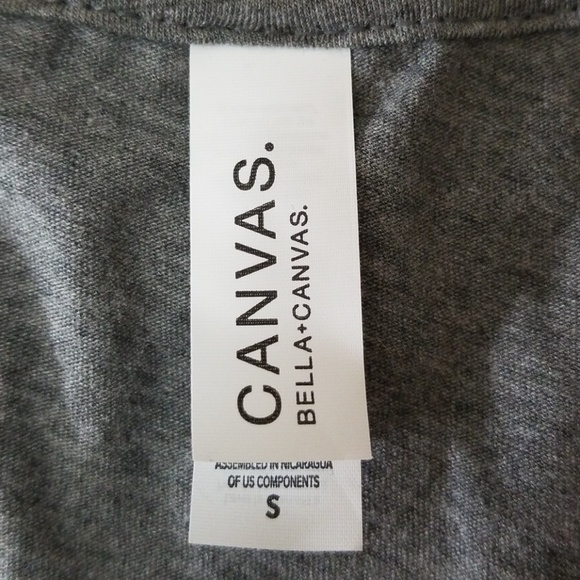 CANVAS.
BELLA+CANVAS.
ASSEMBLED IN NICARAGUA
OF US COMPONENTS
S